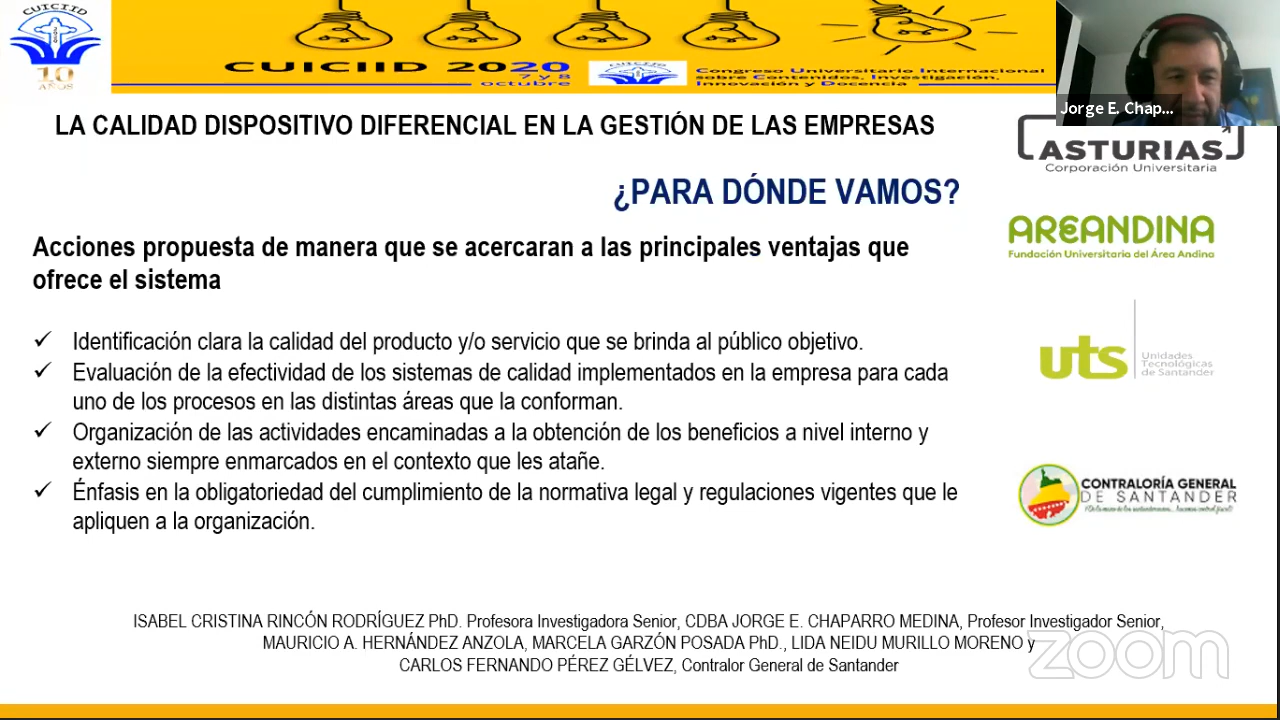 CUICIID
10
AÑOS
CUICIID 2020
7 y 8
octubre
Congreso Universitario Internacional
sobre Contenidos, Investigación,
Innovación y Docencia
Jorge E. Chap...
LA CALIDAD DISPOSITIVO DIFERENCIAL EN LA GESTIÓN DE LAS EMPRESAS
ASTURIAS
Corporación Universitaria
¿PARA DÓNDE VAMOS?
AREANDINA
Fundación Universitaria del Área Andina
Acciones propuesta de manera que se acercaran a las principales ventajas que
ofrece el sistema
Identificación clara la calidad del producto y/o servicio que se brinda al público objetivo.
Evaluación de la efectividad de los sistemas de calidad implementados en la empresa para cada
uno de los procesos en las distintas áreas que la conforman.
Organización de las actividades encaminadas a la obtención de los beneficios a nivel interno y
externo siempre enmarcados en el contexto que les atañe.
Énfasis en la obligatoriedad del cumplimiento de la normativa legal y regulaciones vigentes que le
apliquen a la organización.
uts
Unidades
Tecnológicas
de Santander
CONTRALORÍA GENERAL
DE SANTANDER
ISABEL CRISTINA RINCÓN RODRÍGUEZ PhD. Profesora Investigadora Senior, CDBA JORGE E. CHAPARRO MEDINA, Profesor Investigador Senior,
MAURICIO A. HERNÁNDEZ ANZOLA, MARCELA GARZÓN POSADA PhD., LIDA NEIDU MURILLO MORENO y
CARLOS FERNANDO PÉREZ GÉLVEZ, Contralor General de Santander
zoom